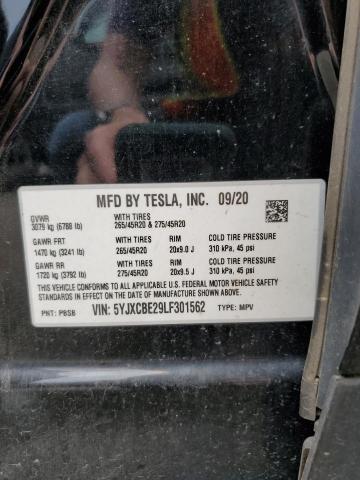 MFD BY TESLA, INC. 09/20
GVWR
3079 kg (6788 lb)
WITH TIRES
265/45R20 & 275/45R20
GAWR FRT
1470 kg (3241 lb)
WITH TIRES
265/45R20
RIM
20x9.0 J
COLD TIRE PRESSURE
310 kPa, 45 psi
GAWR RR
1720 kg (3792 lb)
WITH TIRES
275/45R20
RIM
20x9.5 J
COLD TIRE PRESSURE
310 kPa, 45 psi
THIS VEHICLE CONFORMS TO ALL APPLICABLE
U.S. FEDERAL MOTOR VEHICLE SAFETY
STANDARDS IN EFFECT ON THE
DATE OF MANUFACTURE SHOWN ABOVE
PNT: PBSB VIN: 5YJXCBE29LF301562 TYPE: MPV